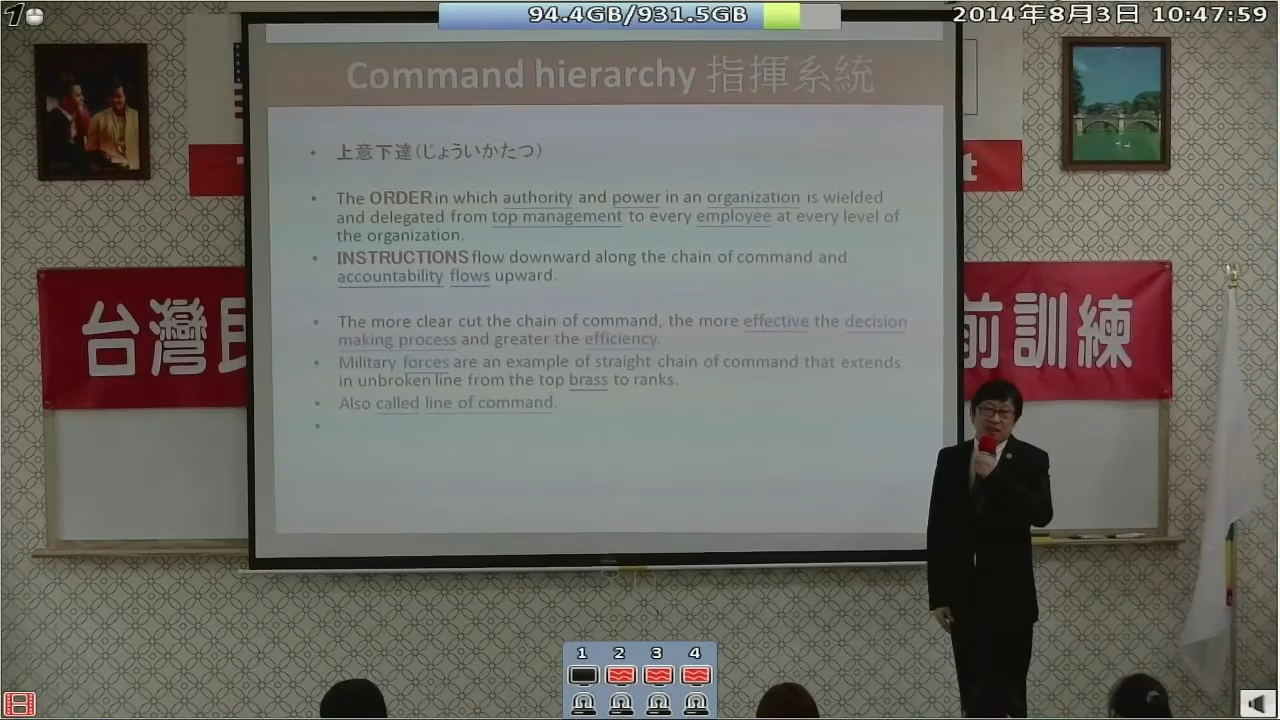 1
94.4GB/931.5GB
2014年8月3日 10:47:59
Command hierarchy 指揮系統
• 上意下達(じょういかたつ)
• The ORDER in which authority and power in an organization is wielded
and delegated from top management to every employee at every level of
the organization.
• INSTRUCTIONS flow downward along the chain of command and
accountability flows upward.
• The more clear cut the chain of command, the more effective the decision
making process and greater the efficiency.
• Military forces are an example of straight chain of command that extends
in unbroken line from the top brass to ranks.
• Also called line of command.
•
t
台灣民
前訓練
1 2 3 4